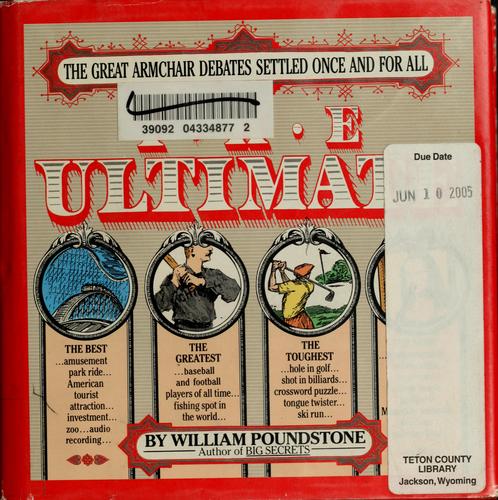 THE GREAT ARMCHAIR DEBATES SETTLED ONCE AND FOR ALL
39092 04334877 2
ULTIMAT
Due Date
JUN 10 2005
THE BEST
...amusement
park ride...
American
tourist
attraction...
investment...
zoo...audio
recording...
THE
GREATEST
...baseball
and football
players of all time...
fishing spot in
the world...
THE
TOUGHEST
...hole in golf...
shot in billiards...
crossword puzzle...
tongue twister...
ski run...
BY WILLIAM POUNDSTONE
Author of BIG SECRETS
TETON COUNTY
LIBRARY
Jackson, Wyoming